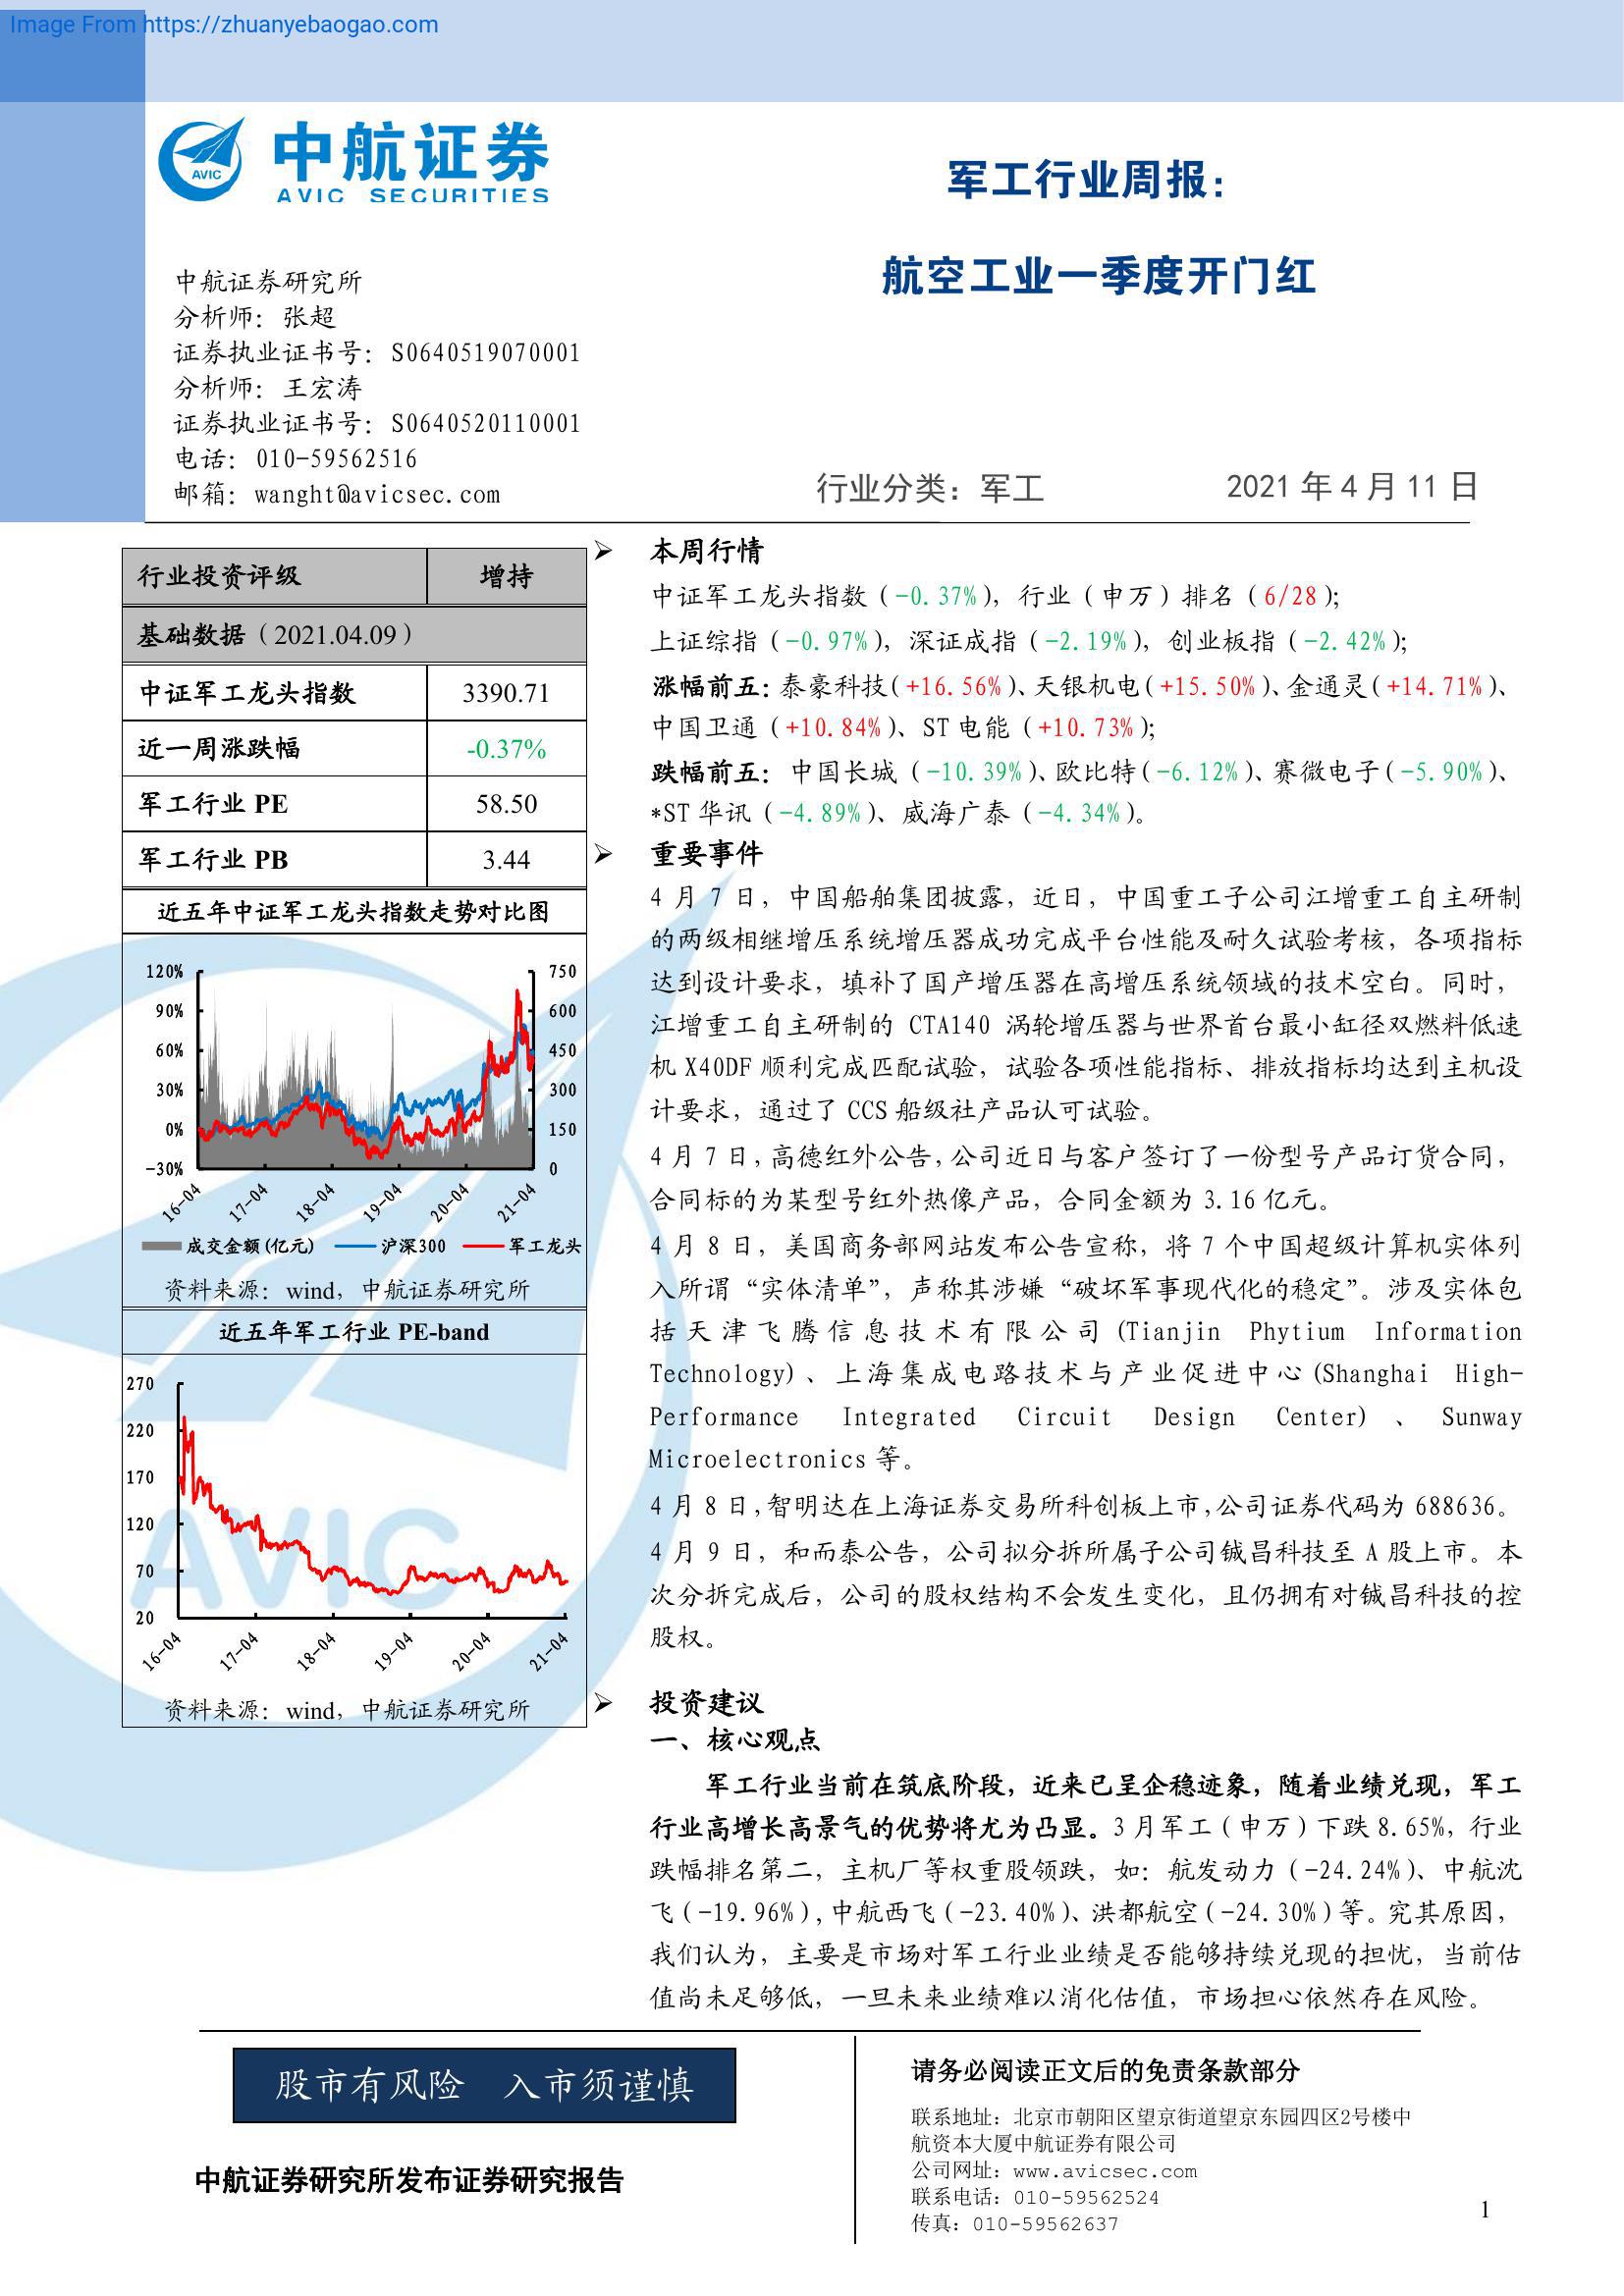 Image From https://zhuanyebaogao.com
AVIC
中航证券
AVIC SECURITIES
军工行业周报：
航空工业一季度开门红
中航证券研究所
分析师：张超
证券执业证书号：S0640519070001
分析师：王宏涛
证券执业证书号：S0640520110001
电话：010-59562516
邮箱：wanght@avicsec.com
行业分类：军工 2021年4月11日
行业投资评级 增持
基础数据（2021.04.09）
中证军工龙头指数 3390.71
近一周涨跌幅 -0.37%
军工行业 PE 58.50
军工行业 PB 3.44
近五年中证军工龙头指数走势对比图
120% 750
90% 600
60% 450
30% 300
0% 150
-30% 0
16-04 17-04 18-04 19-04 20-04 21-04
成交金额(亿元) 沪深300 军工龙头
资料来源：wind，中航证券研究所
近五年军工行业 PE-band
270
220
170
120
70
20
16-04 17-04 18-04 19-04 20-04 21-04
资料来源：wind，中航证券研究所
AVIC
➢ 本周行情
中证军工龙头指数（-0.37%），行业（申万）排名（6/28）；
上证综指（-0.97%），深证成指（-2.19%），创业板指（-2.42%）；
涨幅前五：泰豪科技(+16.56%)、天银机电(+15.50%)、金通灵(+14.71%)、
中国卫通（+10.84%）、ST电能（+10.73%）；
跌幅前五：中国长城（-10.39%）、欧比特(-6.12%)、赛微电子(-5.90%)、
*ST华讯（-4.89%）、威海广泰（-4.34%）。
➢ 重要事件
4月7日，中国船舶集团披露，近日，中国重工子公司江增重工自主研制
的两级相继增压系统增压器成功完成平台性能及耐久试验考核，各项指标
达到设计要求，填补了国产增压器在高增压系统领域的技术空白。同时，
江增重工自主研制的 CTA140 涡轮增压器与世界首台最小缸径双燃料低速
机 X40DF 顺利完成匹配试验，试验各项性能指标、排放指标均达到主机设
计要求，通过了 CCS 船级社产品认可试验。
4月7日，高德红外公告，公司近日与客户签订了一份型号产品订货合同，
合同标的为某型号红外热像产品，合同金额为 3.16 亿元。
4月8日，美国商务部网站发布公告宣称，将7个中国超级计算机实体列
入所谓“实体清单”，声称其涉嫌“破坏军事现代化的稳定”。涉及实体包
括天津飞腾信息技术有限公司(Tianjin Phytium Information
Technology)、上海集成电路技术与产业促进中心(Shanghai High-
Performance Integrated Circuit Design Center)、Sunway
Microelectronics 等。
4月8日，智明达在上海证券交易所科创板上市，公司证券代码为 688636。
4月9日，和而泰公告，公司拟分拆所属子公司铖昌科技至 A 股上市。本
次分拆完成后，公司的股权结构不会发生变化，且仍拥有对铖昌科技的控
股权。
➢ 投资建议
一、核心观点
军工行业当前在筑底阶段，近来已呈企稳迹象，随着业绩兑现，军工
行业高增长高景气的优势将尤为凸显。3月军工（申万）下跌8.65%，行业
跌幅排名第二，主机厂等权重股领跌，如：航发动力（-24.24%）、中航沈
飞（-19.96%），中航西飞（-23.40%）、洪都航空（-24.30%）等。究其原因，
我们认为，主要是市场对军工行业业绩是否能够持续兑现的担忧，当前估
值尚未足够低，一旦未来业绩难以消化估值，市场担心依然存在风险。
股市有风险 入市须谨慎
中航证券研究所发布证券研究报告
请务必阅读正文后的免责条款部分
联系地址：北京市朝阳区望京街道望京东园四区2号楼中
航资本大厦中航证券有限公司
公司网址：www.avicsec.com
联系电话：010-59562524
传真：010-59562637
1